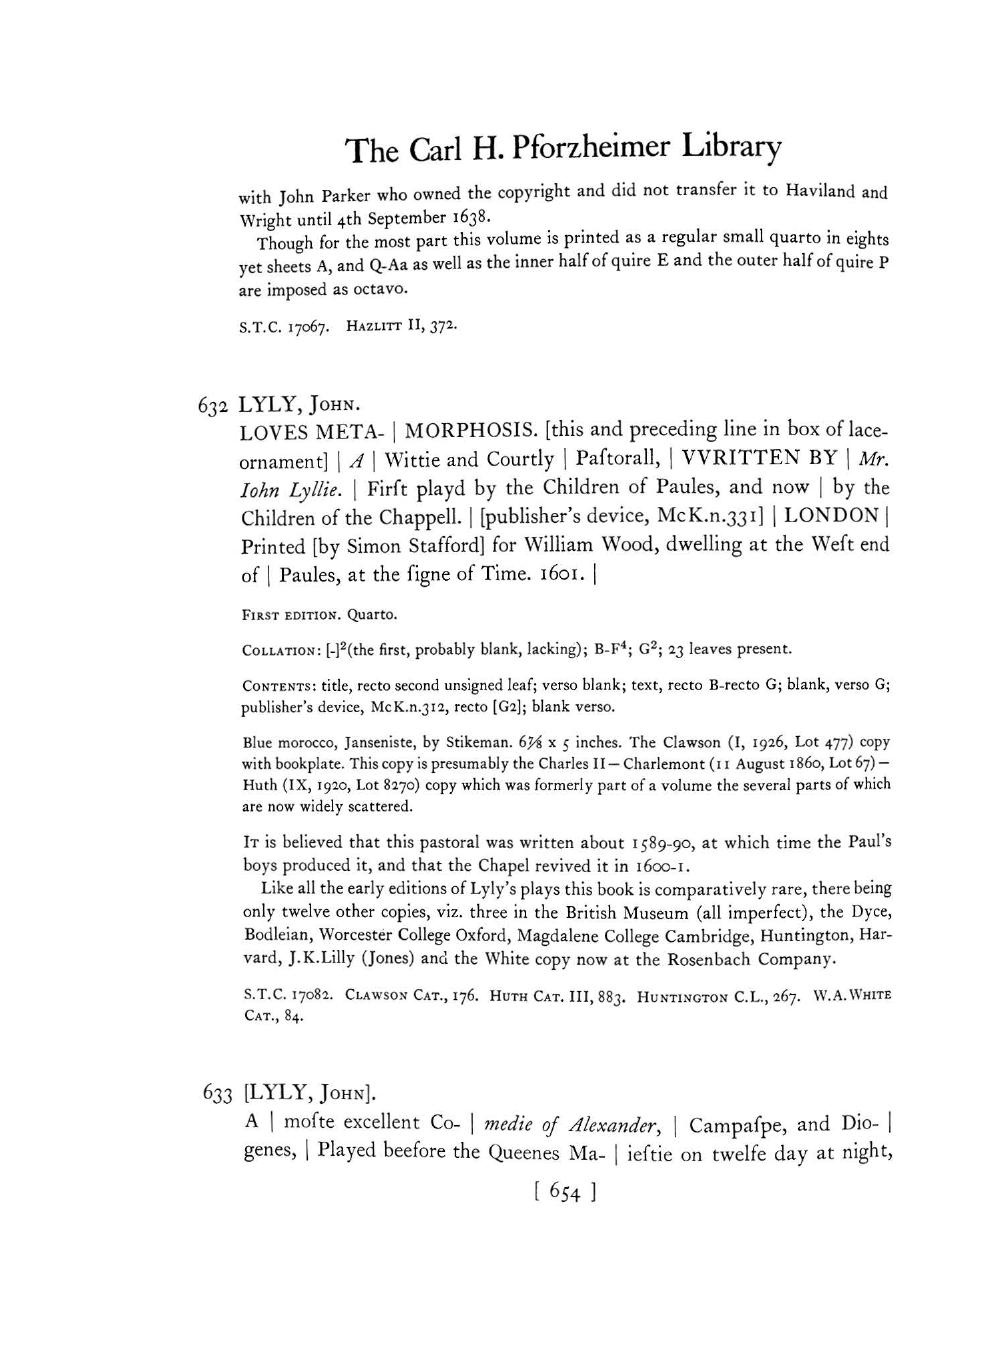 The Carl H. Pforzheimer Library
with John Parker who owned the copyright and did not transfer it to Haviland and
Wright until 4th September 1638.
Though for the most part this volume is printed as a regular small quarto in eights
yet sheets A, and Q-Aa as well as the inner half of quire E and the outer half of quire P
are imposed as octavo.
S.T.C. 17067. Hazlitt II, 372.
632 LYLY, John.
LOVES META- | MORPHOSIS. [this and preceding line in box of lace-
ornament] | A | Wittie and Courtly | Paſtorall, | VVRITTEN BY | Mr.
Iohn Lyllie. | Firſt playd by the Children of Paules, and now | by the
Children of the Chappell. | [publisher's device, McK.n.331] | LONDON |
Printed [by Simon Stafford] for William Wood, dwelling at the Weſt end
of | Paules, at the ſigne of Time. 1601. |
First edition. Quarto.
Collation: [-]²(the first, probably blank, lacking); B-F⁴; G²; 23 leaves present.
Contents: title, recto second unsigned leaf; verso blank; text, recto B-recto G; blank, verso G;
publisher's device, McK.n.312, recto [G2]; blank verso.
Blue morocco, Janseniste, by Stikeman. 6⅞ x 5 inches. The Clawson (I, 1926, Lot 477) copy
with bookplate. This copy is presumably the Charles II—Charlemont (11 August 1860, Lot 67)—
Huth (IX, 1920, Lot 8270) copy which was formerly part of a volume the several parts of which
are now widely scattered.
It is believed that this pastoral was written about 1589-90, at which time the Paul's
boys produced it, and that the Chapel revived it in 1600-1.
Like all the early editions of Lyly's plays this book is comparatively rare, there being
only twelve other copies, viz. three in the British Museum (all imperfect), the Dyce,
Bodleian, Worcester College Oxford, Magdalene College Cambridge, Huntington, Har-
vard, J.K.Lilly (Jones) and the White copy now at the Rosenbach Company.
S.T.C. 17082. Clawson Cat., 176. Huth Cat. III, 883. Huntington C.L., 267. W.A.White
Cat., 84.
633 [LYLY, John].
A | moſte excellent Co- | medie of Alexander, | Campaſpe, and Dio- |
genes, | Played beefore the Queenes Ma- | ieſtie on twelfe day at night,
[ 654 ]